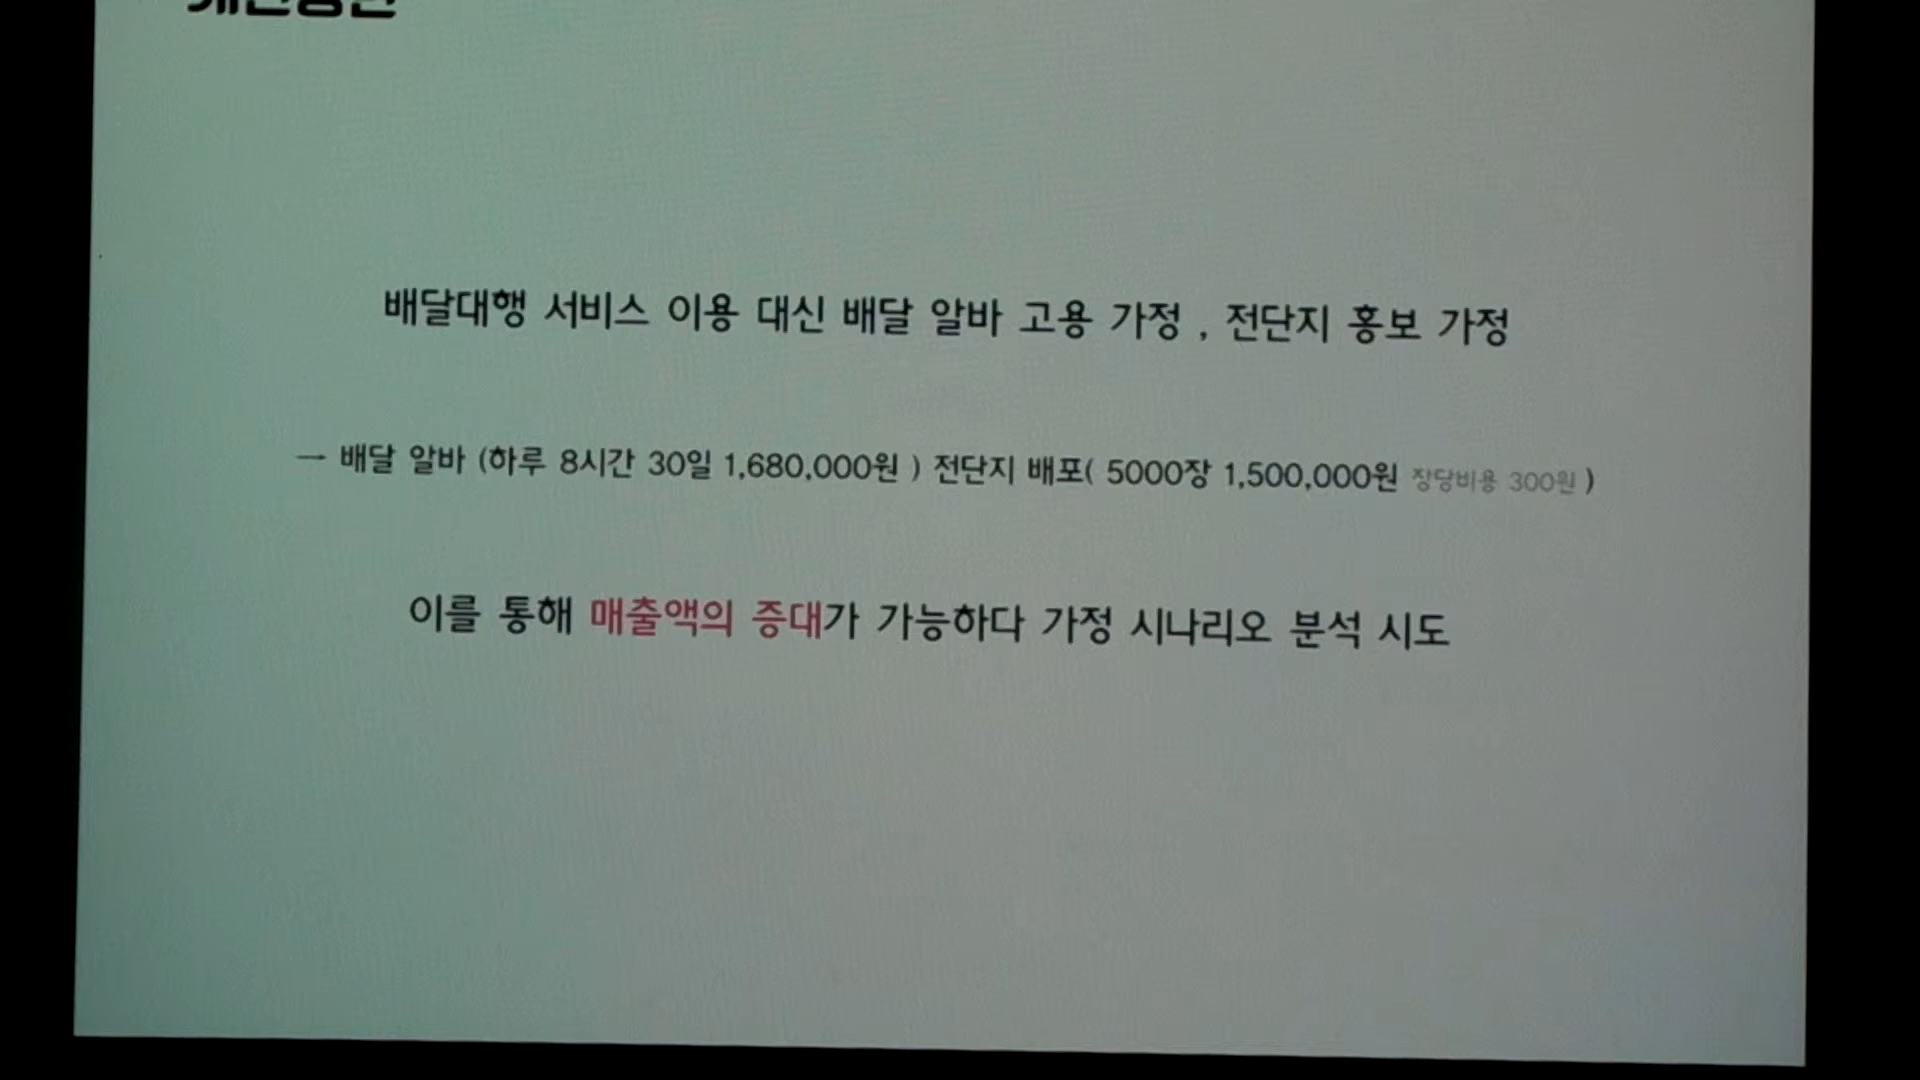 배달대행 서비스 이용 대신 배달 알바 고용 가정 , 전단지 홍보 가정
→ 배달 알바 (하루 8시간 30일 1,680,000원 ) 전단지 배포( 5000장 1,500,000원 장당비용 300원 )
이를 통해 매출액의 증대가 가능하다 가정 시나리오 분석 시도